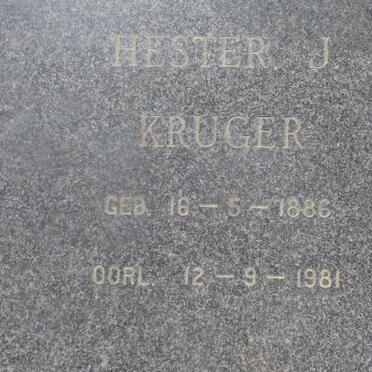 HESTER J.
KRUGER
GEB. 16 – 5 – 1886
OORL. 12 – 9 – 1981